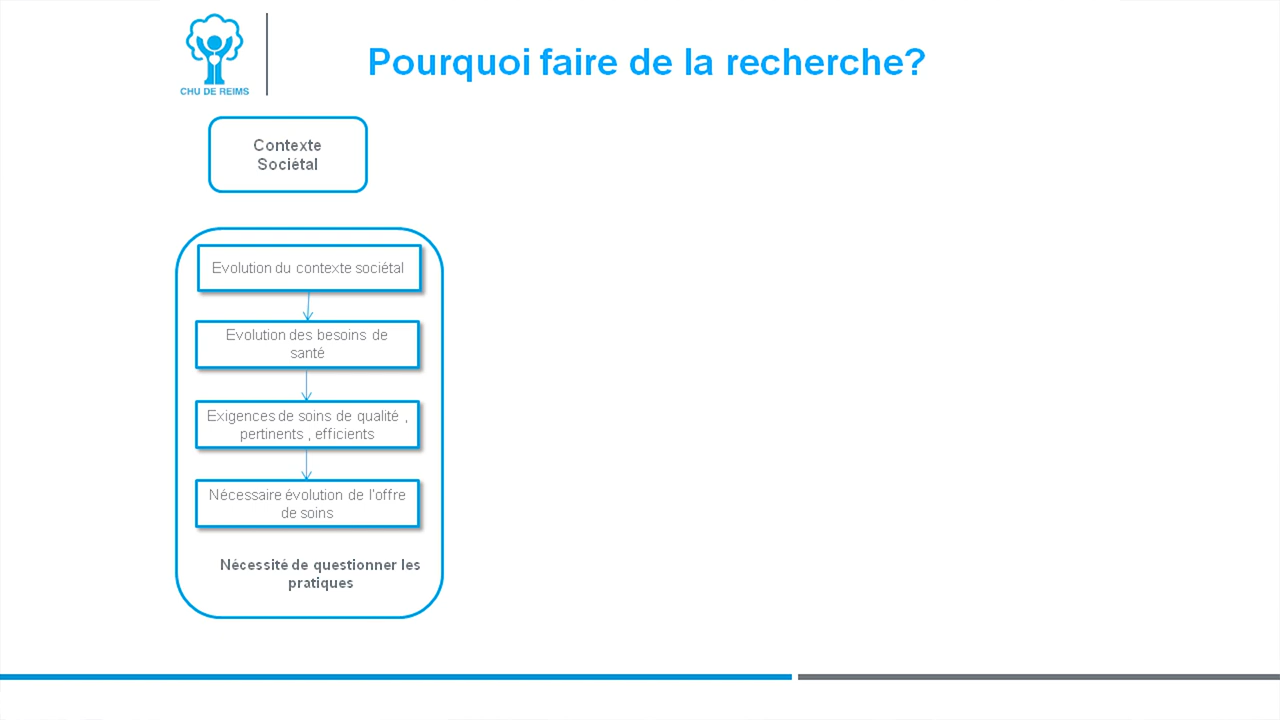 CHU DE REIMS
Pourquoi faire de la recherche?
Contexte
Sociétal
Evolution du contexte sociétal
Evolution des besoins de
santé
Exigences de soins de qualité ,
pertinents , efficients
Nécessaire évolution de l'offre
de soins
Nécessité de questionner les
pratiques